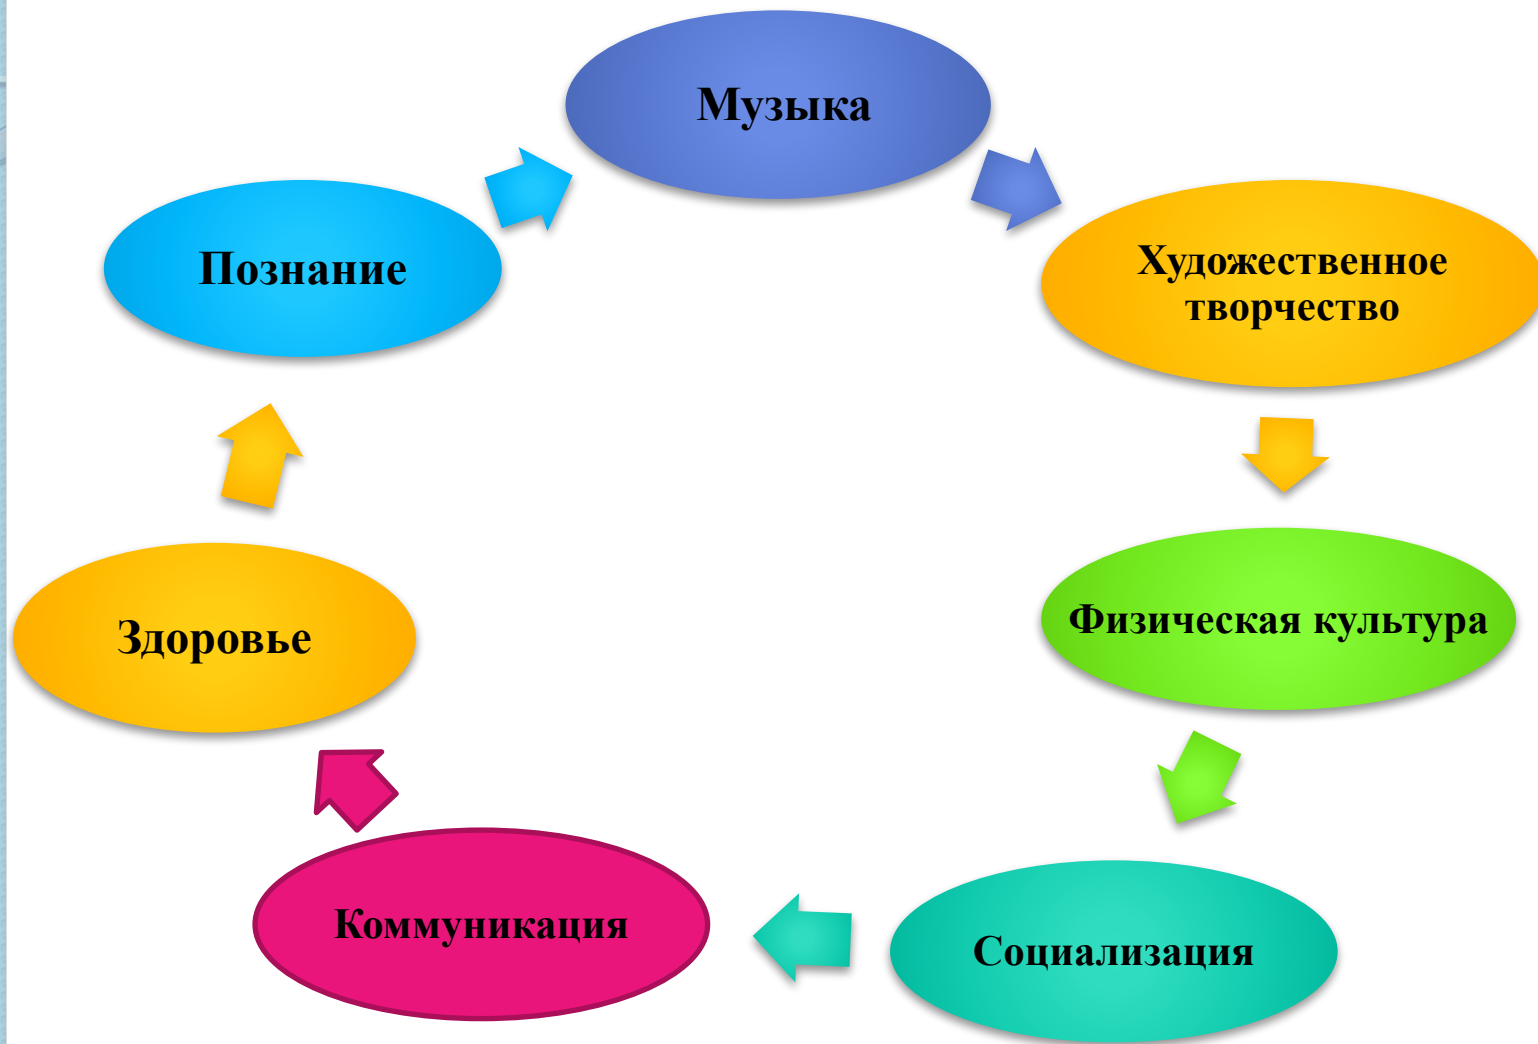 Музыка
Художественное
творчество
Физическая культура
Социализация
Коммуникация
Здоровье
Познание